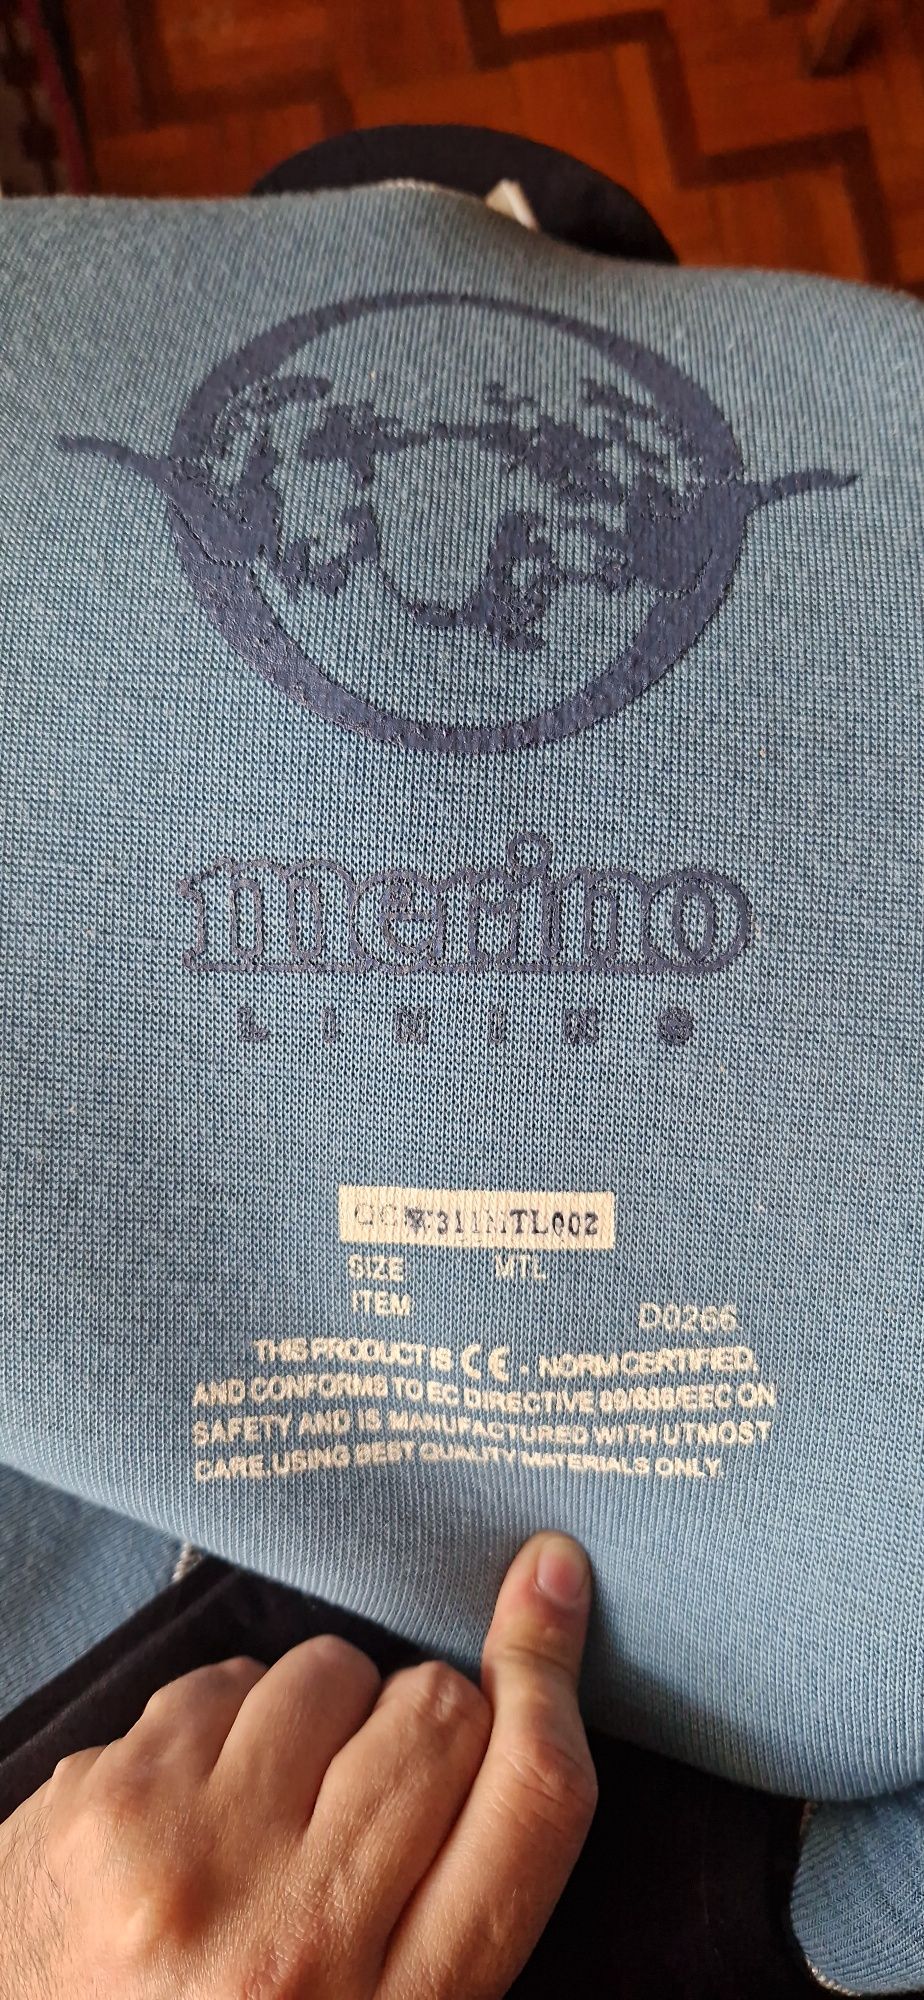 merino
LINING
311MTL002
SIZE MTL
ITEM D0266
THIS PRODUCT IS CE - NORM CERTIFIED,
AND CONFORMS TO EC DIRECTIVE 89/686/EEC ON
SAFETY AND IS MANUFACTURED WITH UTMOST
CARE, USING BEST QUALITY MATERIALS ONLY.